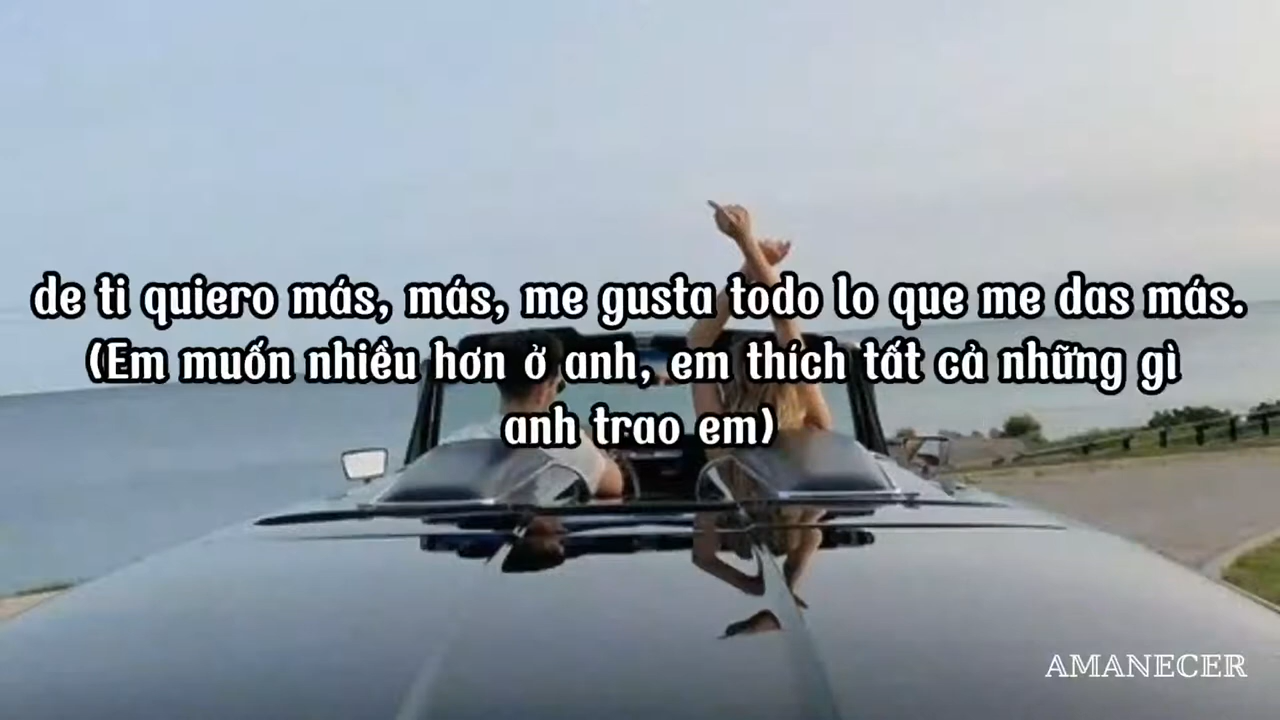 de ti quiero más, más, me gusta todo lo que me das más.
(Em muốn nhiều hơn ở anh, em thích tất cả những gì
anh trao em)
AMANECER